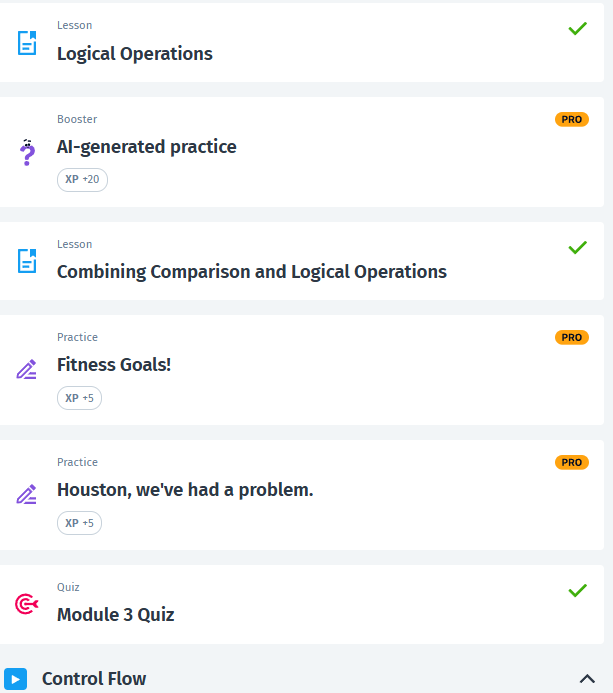 Lesson
Logical Operations
Booster
PRO
AI-generated practice
XP +20
Lesson
Combining Comparison and Logical Operations
Practice
PRO
Fitness Goals!
XP +5
Practice
PRO
Houston, we've had a problem.
XP +5
Quiz
Module 3 Quiz
Control Flow